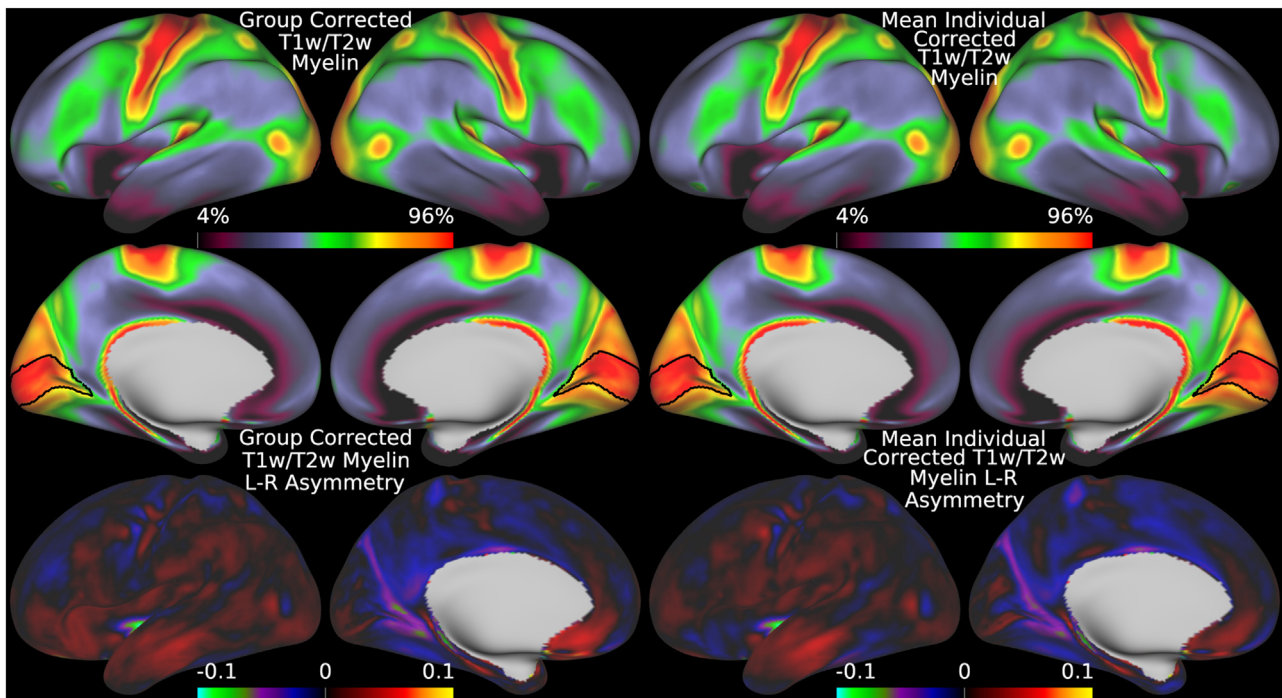 Group Corrected
T1w/T2w
Myelin
Mean Individual
Corrected
T1w/T2w
Myelin
4%
96%
4%
96%
Group Corrected
T1w/T2w Myelin
L-R Asymmetry
Mean Individual
Corrected T1w/T2w
Myelin L-R
Asymmetry
-0.1
0
0.1
-0.1
0
0.1